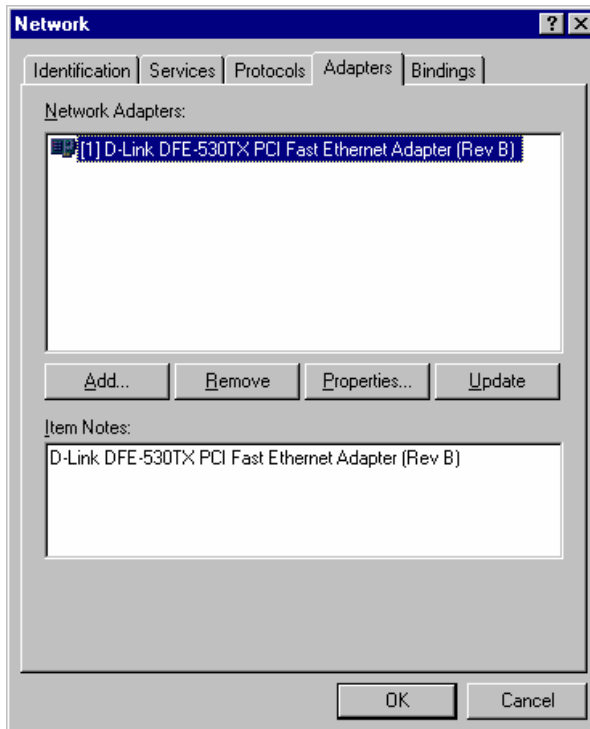 Network
Identification Services Protocols Adapters Bindings
Network Adapters:
[1] D-Link DFE-530TX PCI Fast Ethernet Adapter (Rev B)
Add... Remove Properties... Update
Item Notes:
D-Link DFE-530TX PCI Fast Ethernet Adapter (Rev B)
OK Cancel